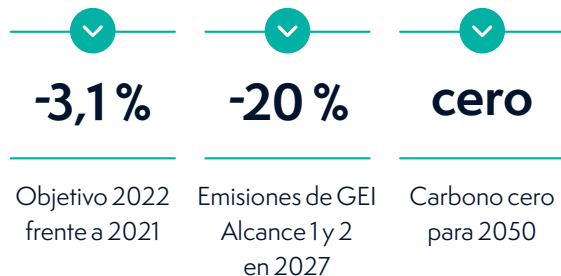 -3,1 %
Objetivo 2022
frente a 2021
-20 %
Emisiones de GEI
Alcance 1 y 2
en 2027
cero
Carbono cero
para 2050